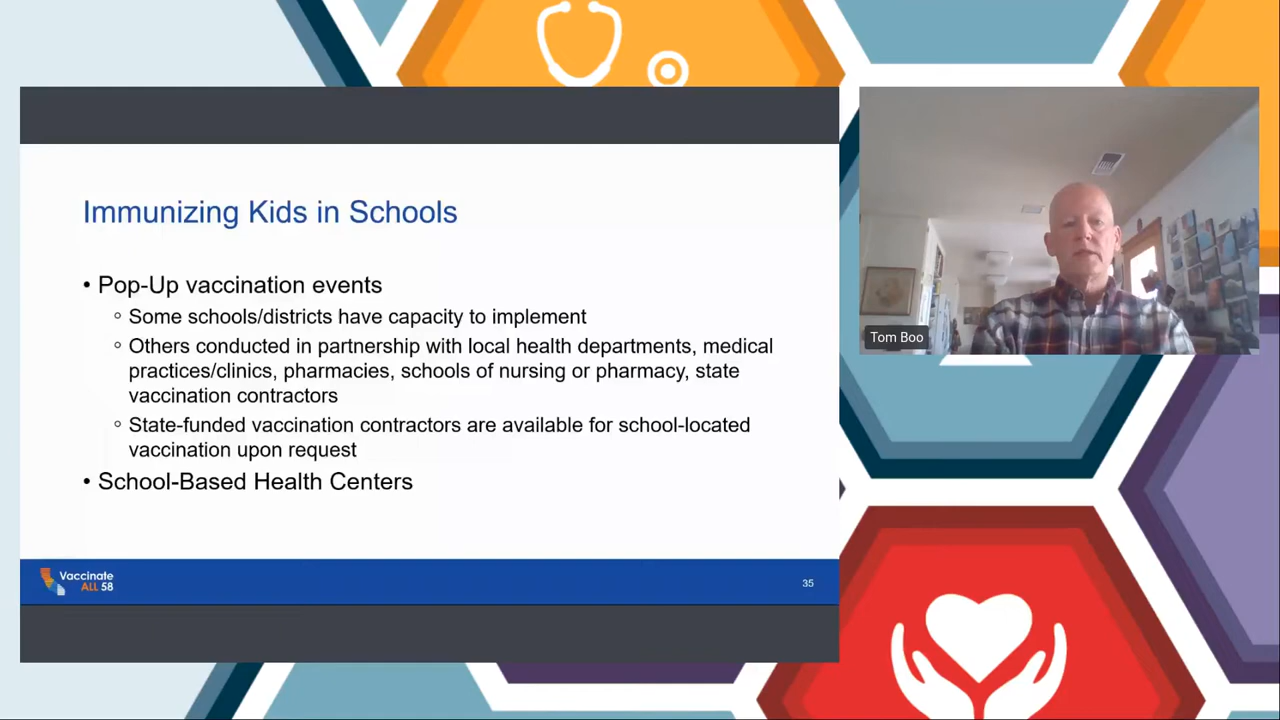 Immunizing Kids in Schools
• Pop-Up vaccination events
○ Some schools/districts have capacity to implement
○ Others conducted in partnership with local health departments, medical
practices/clinics, pharmacies, schools of nursing or pharmacy, state
vaccination contractors
○ State-funded vaccination contractors are available for school-located
vaccination upon request
• School-Based Health Centers
Vaccinate
ALL 58
35
Tom Boo